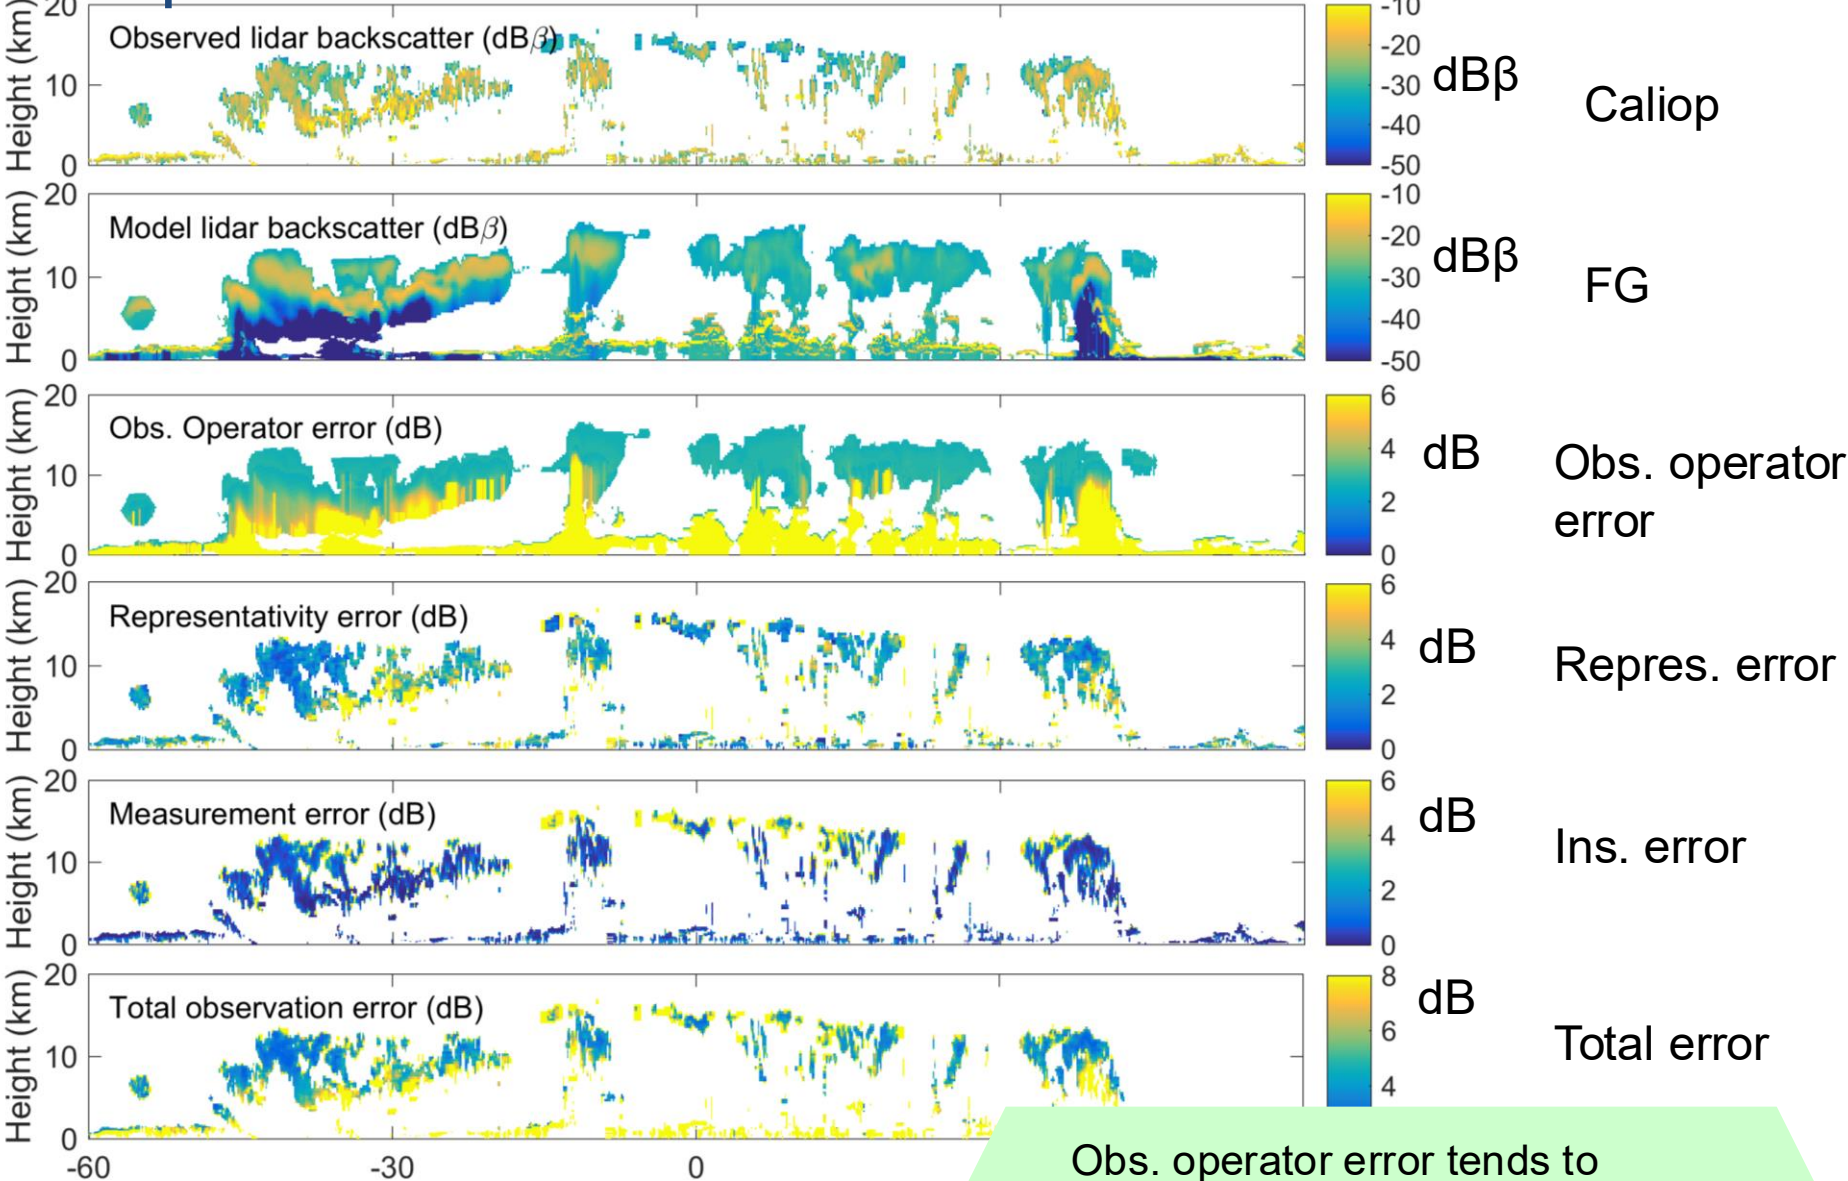 Height (km)
20
10
0
Observed lidar backscatter (dBβ)
-10
-20
-30
-40
-50
dBβ
Caliop
Height (km)
20
10
0
Model lidar backscatter (dBβ)
-10
-20
-30
-40
-50
dBβ
FG
Height (km)
20
10
0
Obs. Operator error (dB)
6
4
2
0
dB
Obs. operator
error
Height (km)
20
10
0
Representativity error (dB)
6
4
2
0
dB
Repres. error
Height (km)
20
10
0
Measurement error (dB)
6
4
2
0
dB
Ins. error
Height (km)
20
10
0
Total observation error (dB)
8
6
4
dB
Total error
-60
-30
0
Obs. operator error tends to